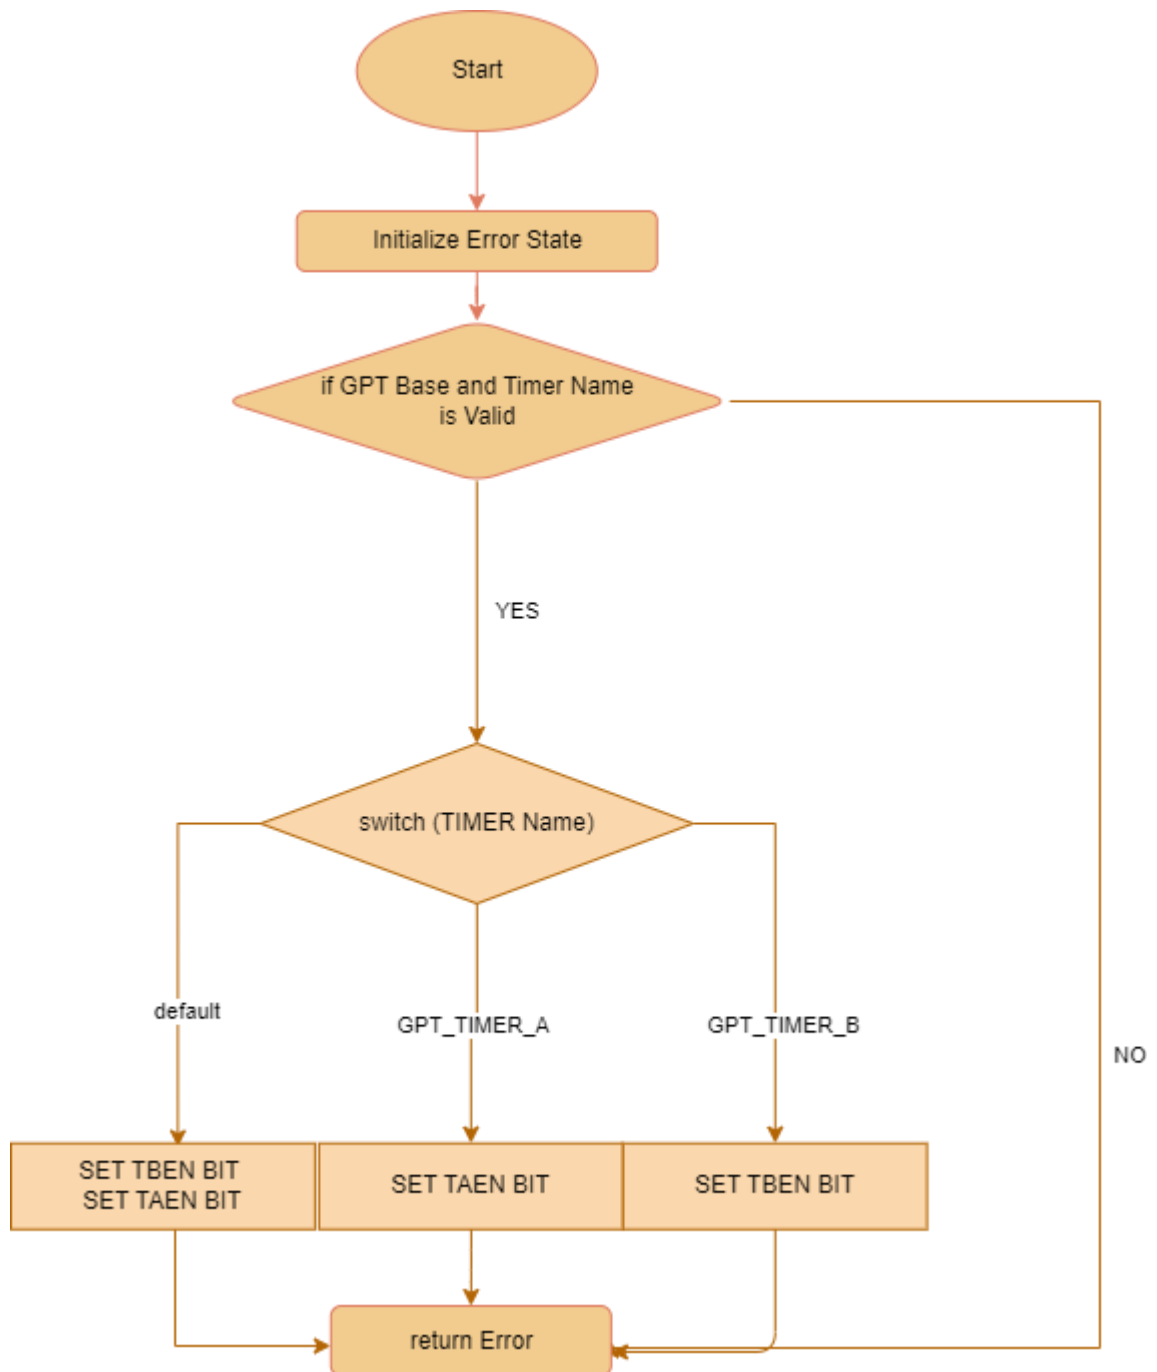 Start
Initialize Error State
if GPT Base and Timer Name
is Valid
YES
switch (TIMER Name)
default
GPT_TIMER_A
GPT_TIMER_B
NO
SET TBEN BIT
SET TAEN BIT
SET TAEN BIT
SET TBEN BIT
return Error